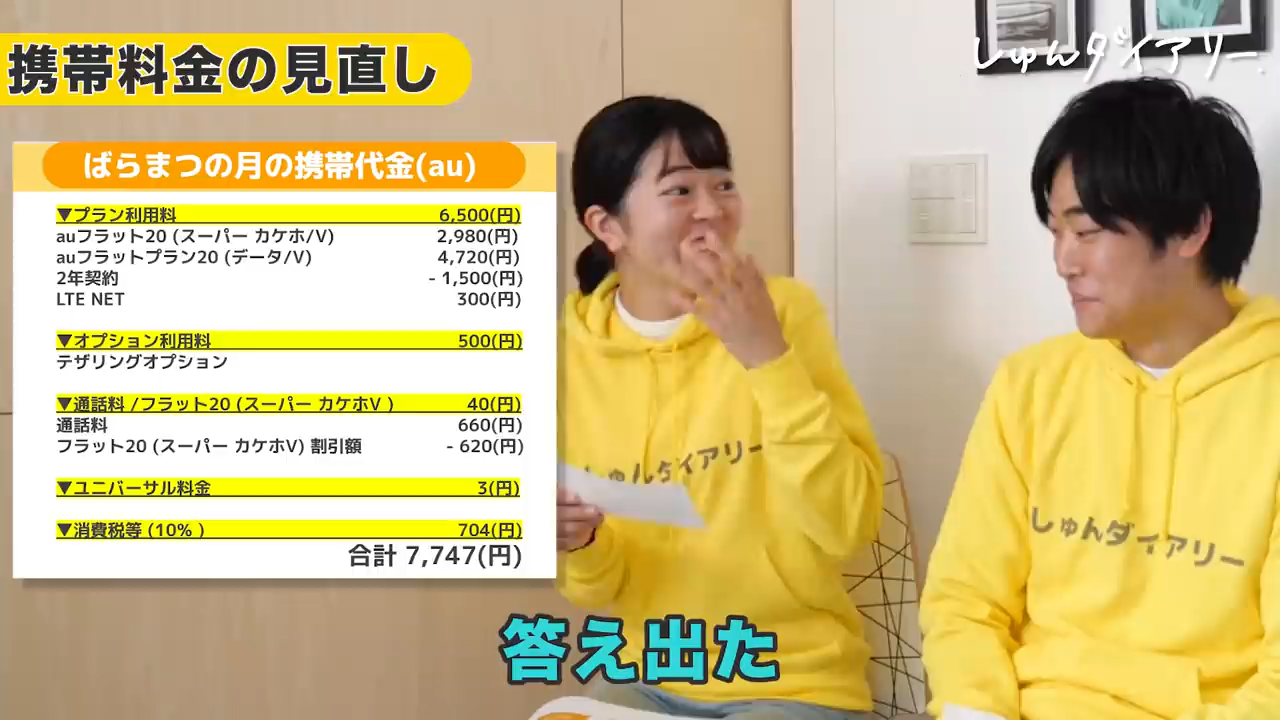 携帯料金の見直し
しゅんダイアリー.
ばらまつの月の携帯代金(au)
▼プラン利用料 6,500(円)
auフラット20 (スーパー カケホ/V) 2,980(円)
auフラットプラン20 (データ/V) 4,720(円)
2年契約 - 1,500(円)
LTE NET 300(円)
▼オプション利用料 500(円)
テザリングオプション
▼通話料 /フラット20 (スーパー カケホV ) 40(円)
通話料 660(円)
フラット20 (スーパー カケホV) 割引額 - 620(円)
▼ユニバーサル料金 3(円)
▼消費税等 (10% ) 704(円)
合計 7,747(円)
しゅんダイアリー
しゅんダイアリー
答え出た